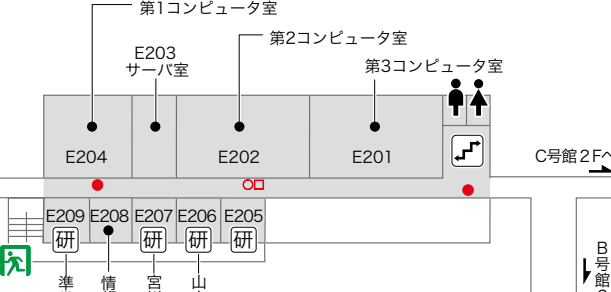 第1コンピュータ室
第2コンピュータ室
E203
サーバ室
第3コンピュータ室
E204
E202
E201
C号館2Fへ
E209
E208
E207
E206
E205
研
研
研
研
準
情
宮
山
B号館